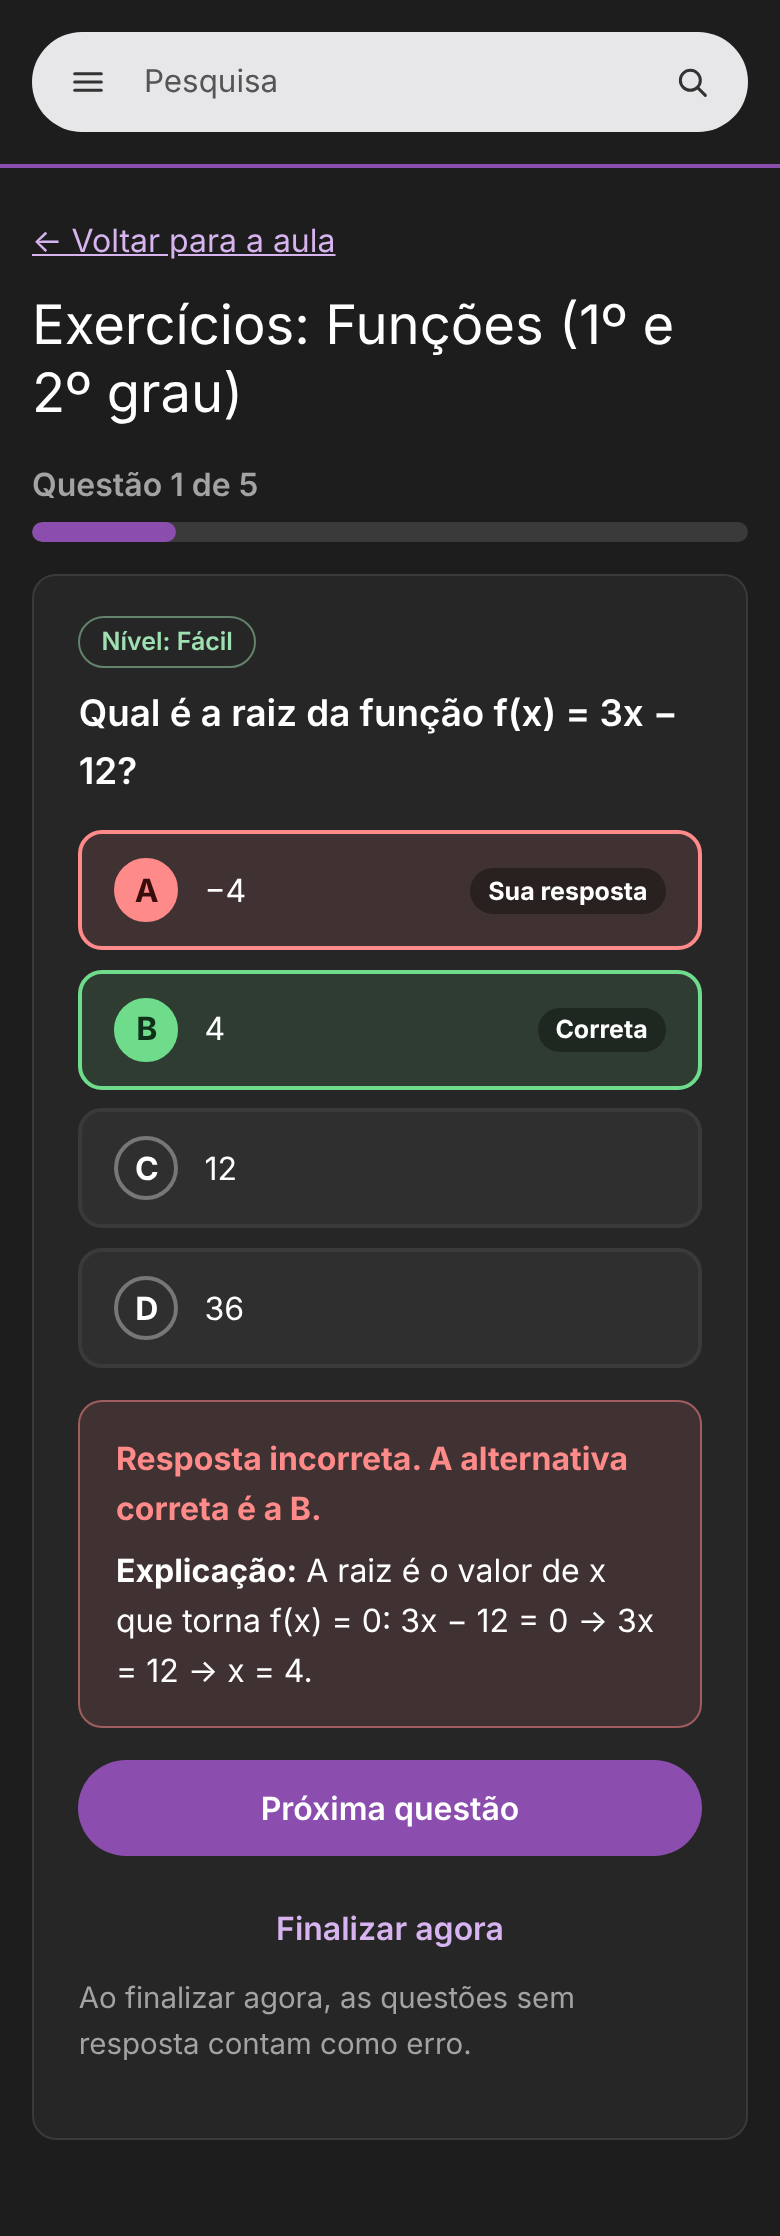 Pesquisa
← Voltar para a aula
Exercícios: Funções (1º e
2º grau)
Questão 1 de 5
Nível: Fácil
Qual é a raiz da função f(x) = 3x −
12?
A −4 Sua resposta
B 4 Correta
C 12
D 36
Resposta incorreta. A alternativa
correta é a B.
Explicação: A raiz é o valor de x
que torna f(x) = 0: 3x − 12 = 0 → 3x
= 12 → x = 4.
Próxima questão
Finalizar agora
Ao finalizar agora, as questões sem
resposta contam como erro.